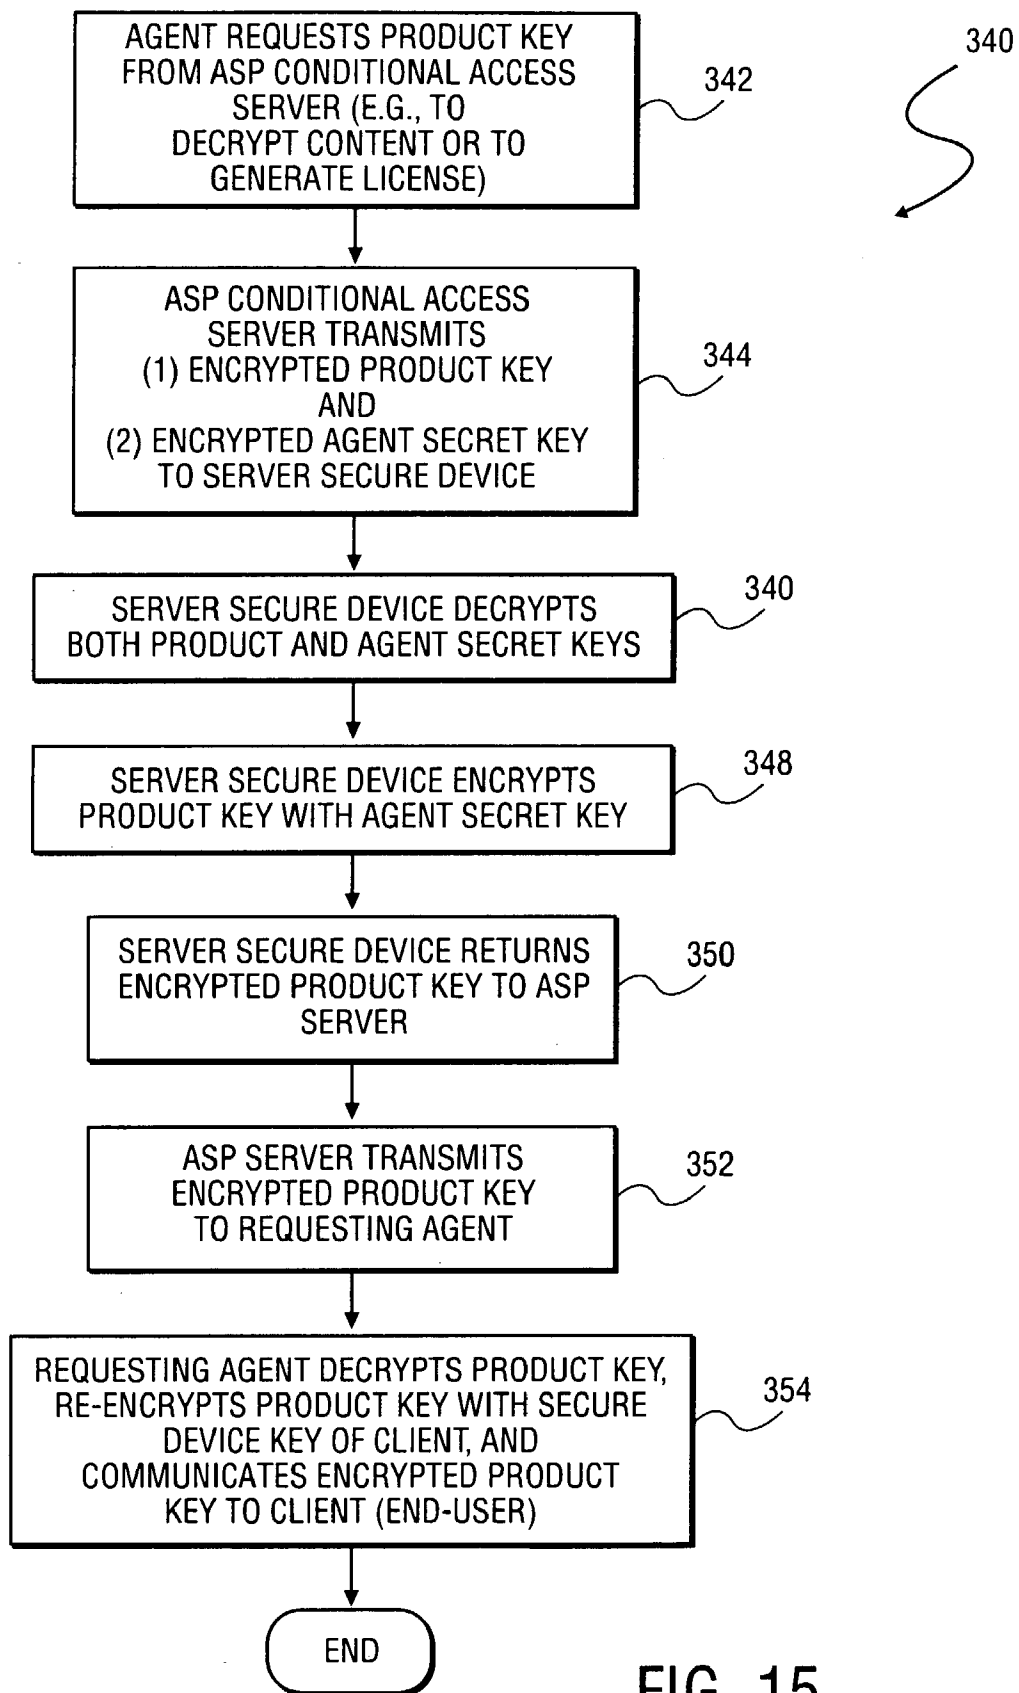 AGENT REQUESTS PRODUCT KEY
FROM ASP CONDITIONAL ACCESS
SERVER (E.G., TO
DECRYPT CONTENT OR TO
GENERATE LICENSE)
342
340
ASP CONDITIONAL ACCESS
SERVER TRANSMITS
(1) ENCRYPTED PRODUCT KEY
AND
(2) ENCRYPTED AGENT SECRET KEY
TO SERVER SECURE DEVICE
344
SERVER SECURE DEVICE DECRYPTS
BOTH PRODUCT AND AGENT SECRET KEYS
340
SERVER SECURE DEVICE ENCRYPTS
PRODUCT KEY WITH AGENT SECRET KEY
348
SERVER SECURE DEVICE RETURNS
ENCRYPTED PRODUCT KEY TO ASP
SERVER
350
ASP SERVER TRANSMITS
ENCRYPTED PRODUCT KEY
TO REQUESTING AGENT
352
REQUESTING AGENT DECRYPTS PRODUCT KEY,
RE-ENCRYPTS PRODUCT KEY WITH SECURE
DEVICE KEY OF CLIENT, AND
COMMUNICATES ENCRYPTED PRODUCT
KEY TO CLIENT (END-USER)
354
END
FIG. 15